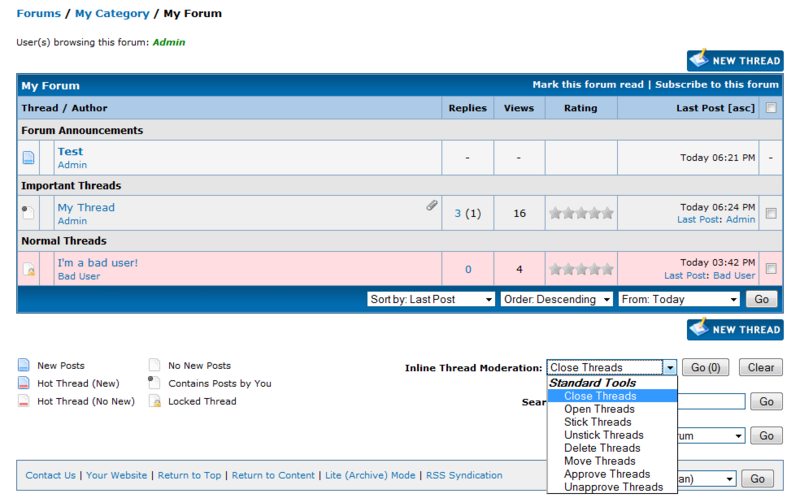 Forums / My Category / My Forum
User(s) browsing this forum: Admin
NEW THREAD
My Forum Mark this forum read | Subscribe to this forum
Thread / Author Replies Views Rating Last Post [asc]
Forum Announcements
Test - - Today 06:21 PM -
Admin
Important Threads
My Thread 3 (1) 16 Today 06:24 PM
Admin Last Post: Admin
Normal Threads
I'm a bad user! 0 4 Today 03:42 PM
Bad User Last Post: Bad User
Sort by: Last Post Order: Descending From: Today Go
NEW THREAD
New Posts No New Posts Inline Thread Moderation: Close Threads Go (0) Clear
Hot Thread (New) Contains Posts by You Standard Tools
Hot Thread (No New) Locked Thread Sear Close Threads Go
Open Threads
Stick Threads
Unstick Threads rum Go
Delete Threads
Move Threads
Contact Us | Your Website | Return to Top | Return to Content | Lite (Archive) Mode | RSS Syndication Approve Threads an) Go
Unapprove Threads